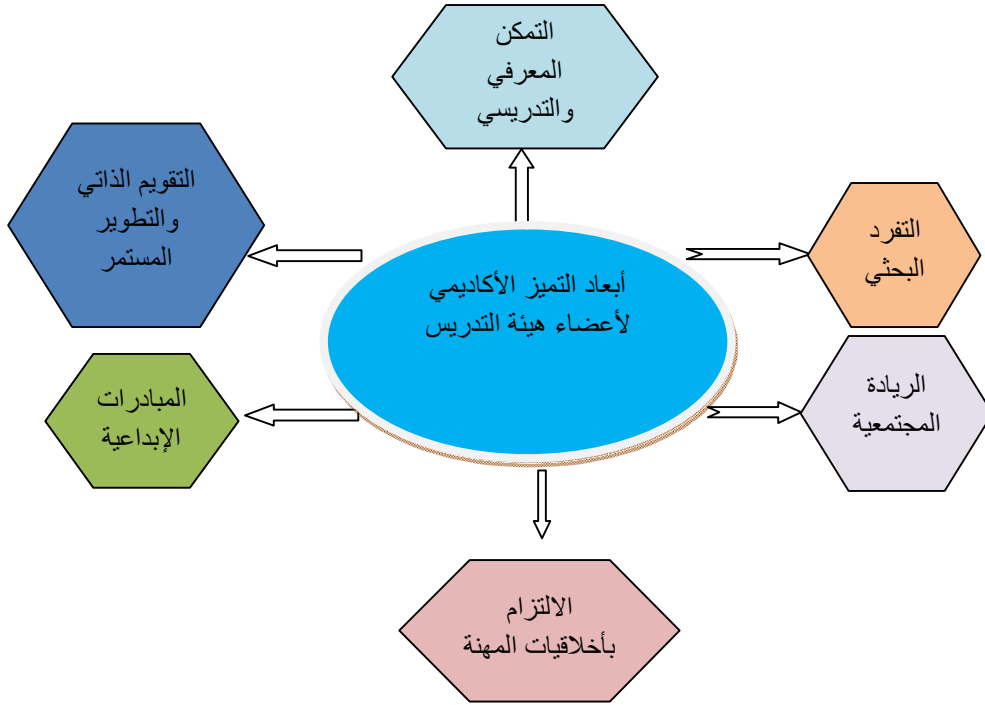 التمكن
المعرفي
والتدريسي
التفرد
البحثي
التقويم الذاتي
والتطوير
المستمر
أبعاد التميز الأكاديمي
لأعضاء هيئة التدريس
الريادة
المجتمعية
المبادرات
الإبداعية
الالتزام
بأخلاقيات المهنة